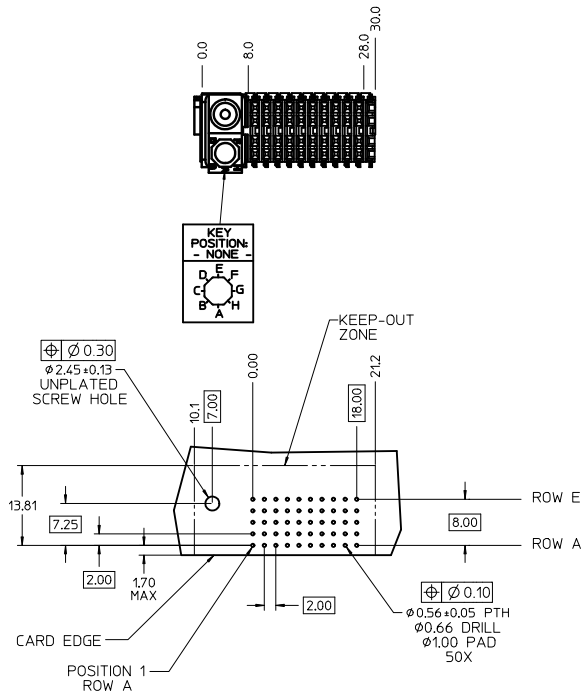 0.0
8.0
28.0
30.0
KEY
POSITION:
- NONE -
E
D F
C G
B H
A
KEEP-OUT
ZONE
⌖ Ø 0.30
Ø 2.45 ±0.13
UNPLATED
SCREW HOLE
10.1
7.00
0.00
18.00
21.2
13.81
7.25
2.00
1.70
MAX
2.00
8.00
ROW E
ROW A
⌖ Ø 0.10
Ø0.56 ±0.05 PTH
Ø0.66 DRILL
Ø1.00 PAD
50X
CARD EDGE
POSITION 1
ROW A